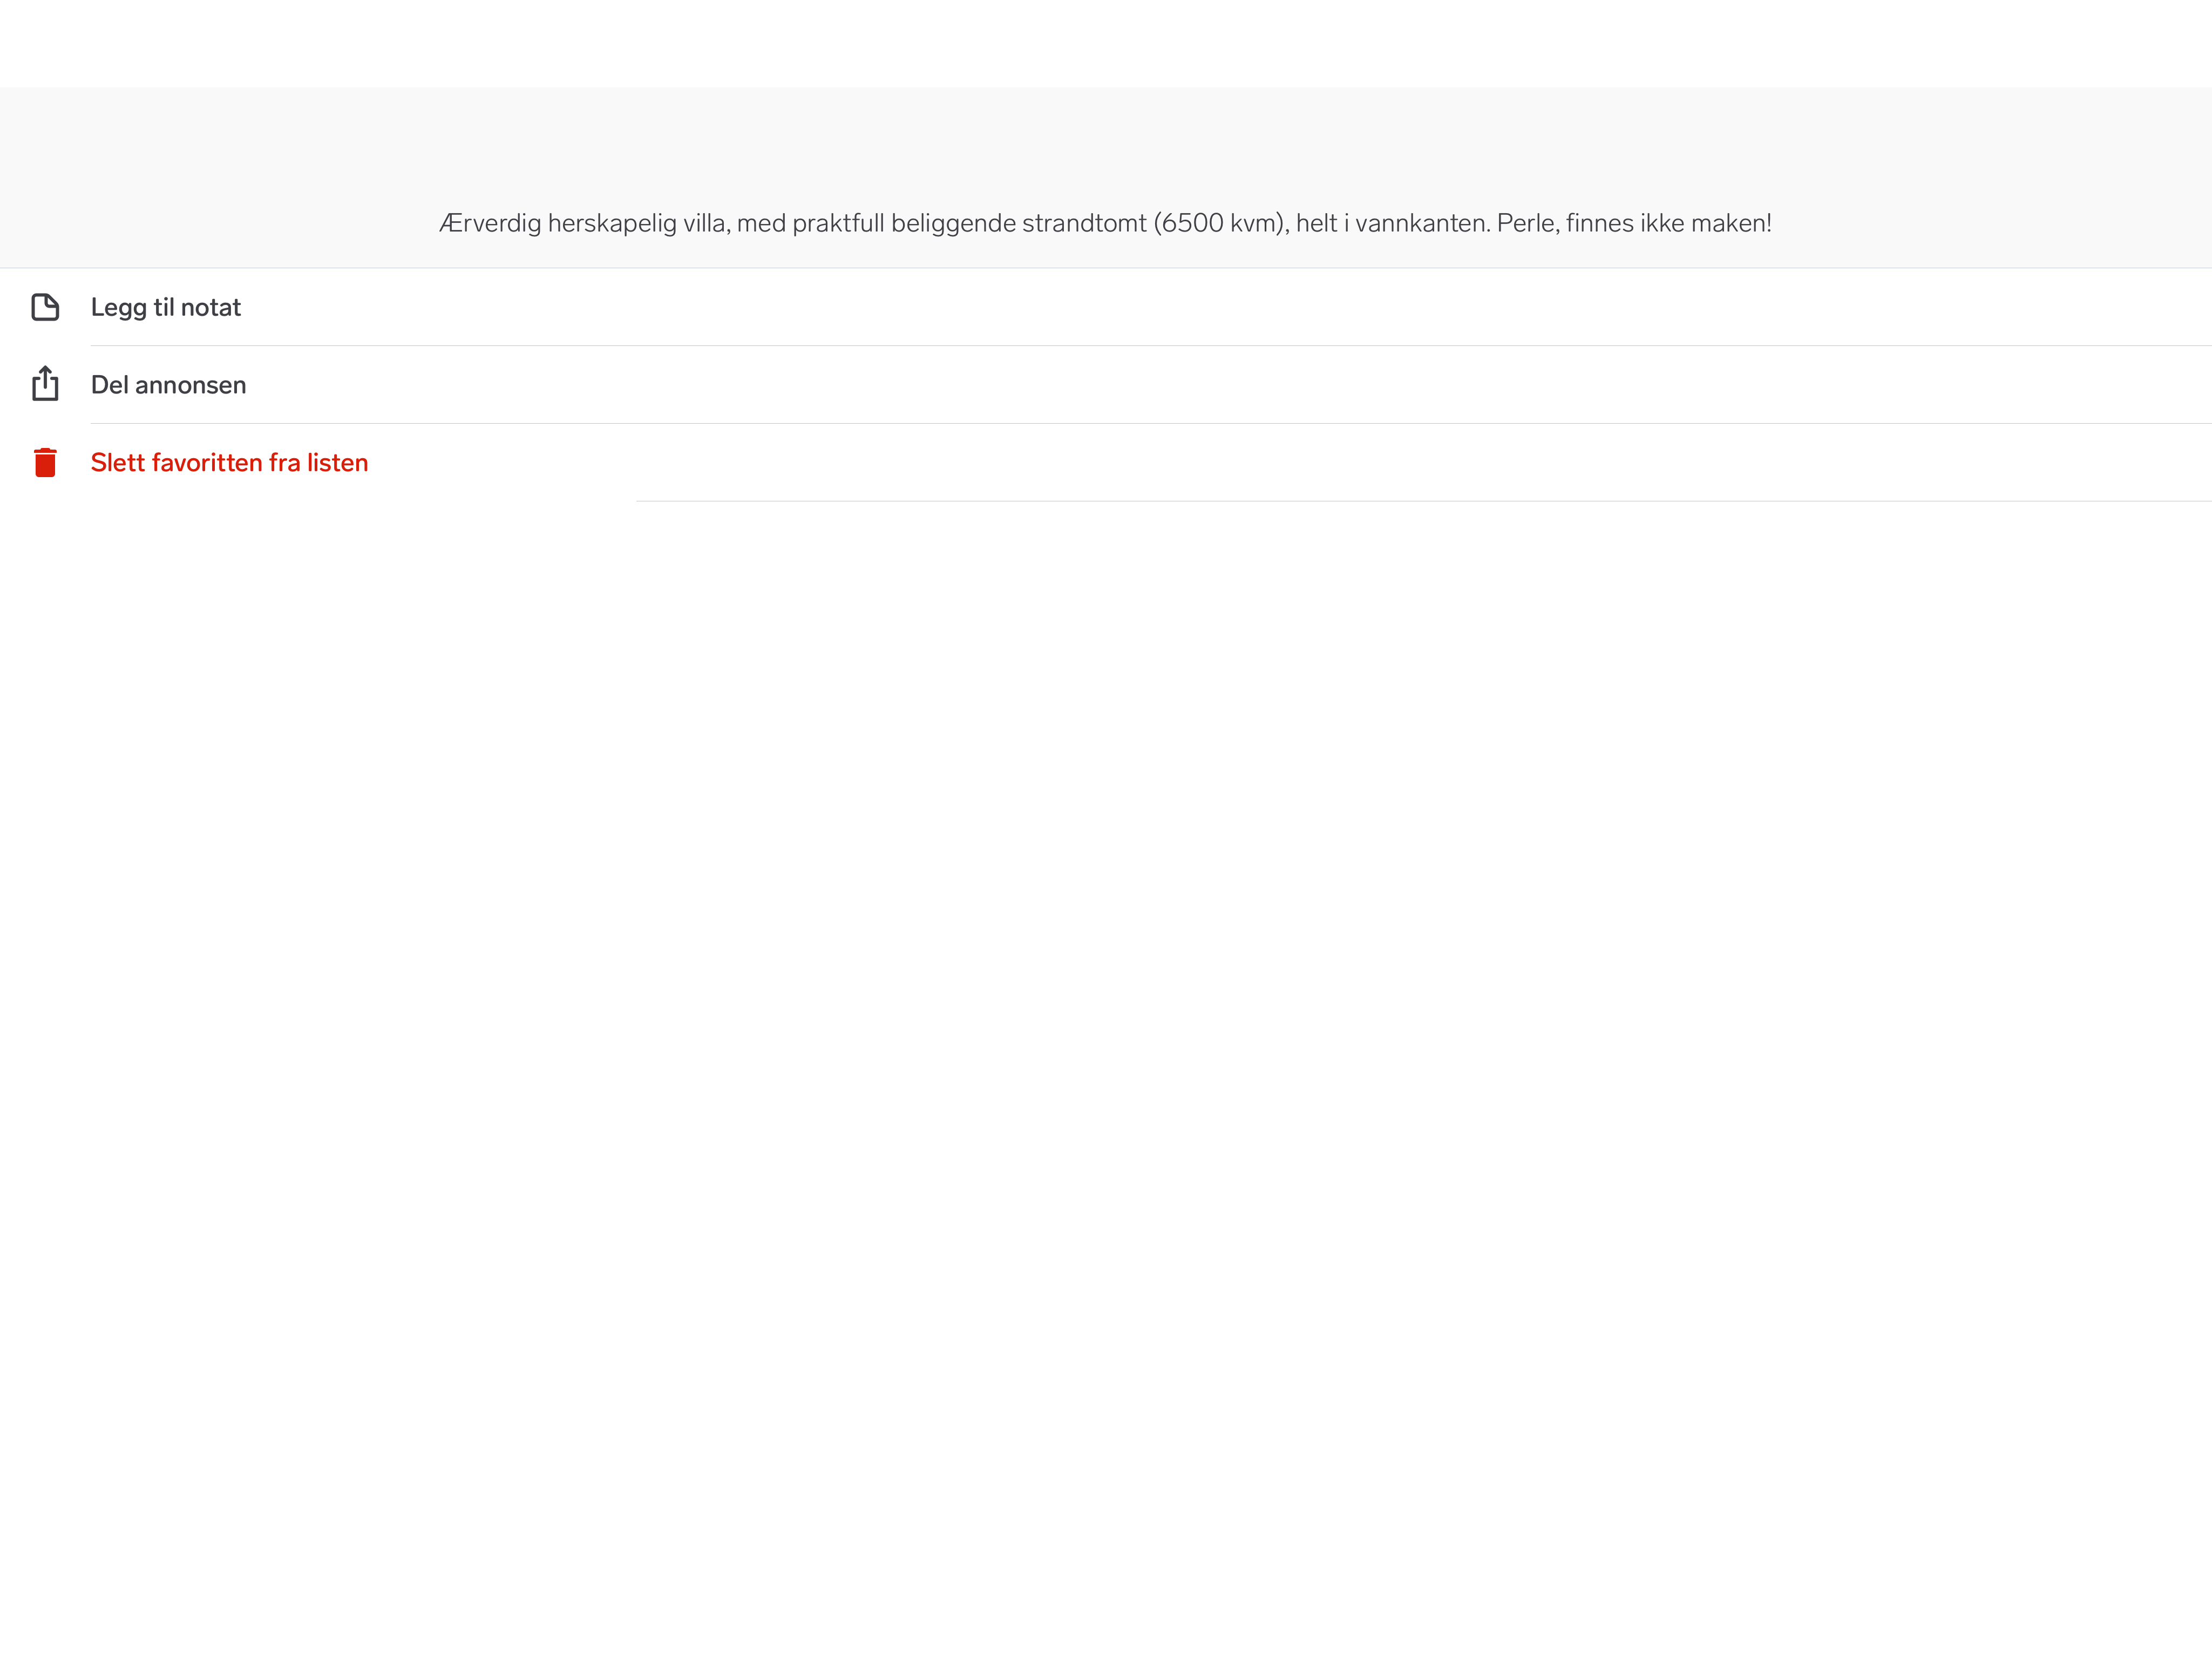 Ærverdig herskapelig villa, med praktfull beliggende strandtomt (6500 kvm), helt i vannkanten. Perle, finnes ikke maken!
Legg til notat
Del annonsen
Slett favoritten fra listen